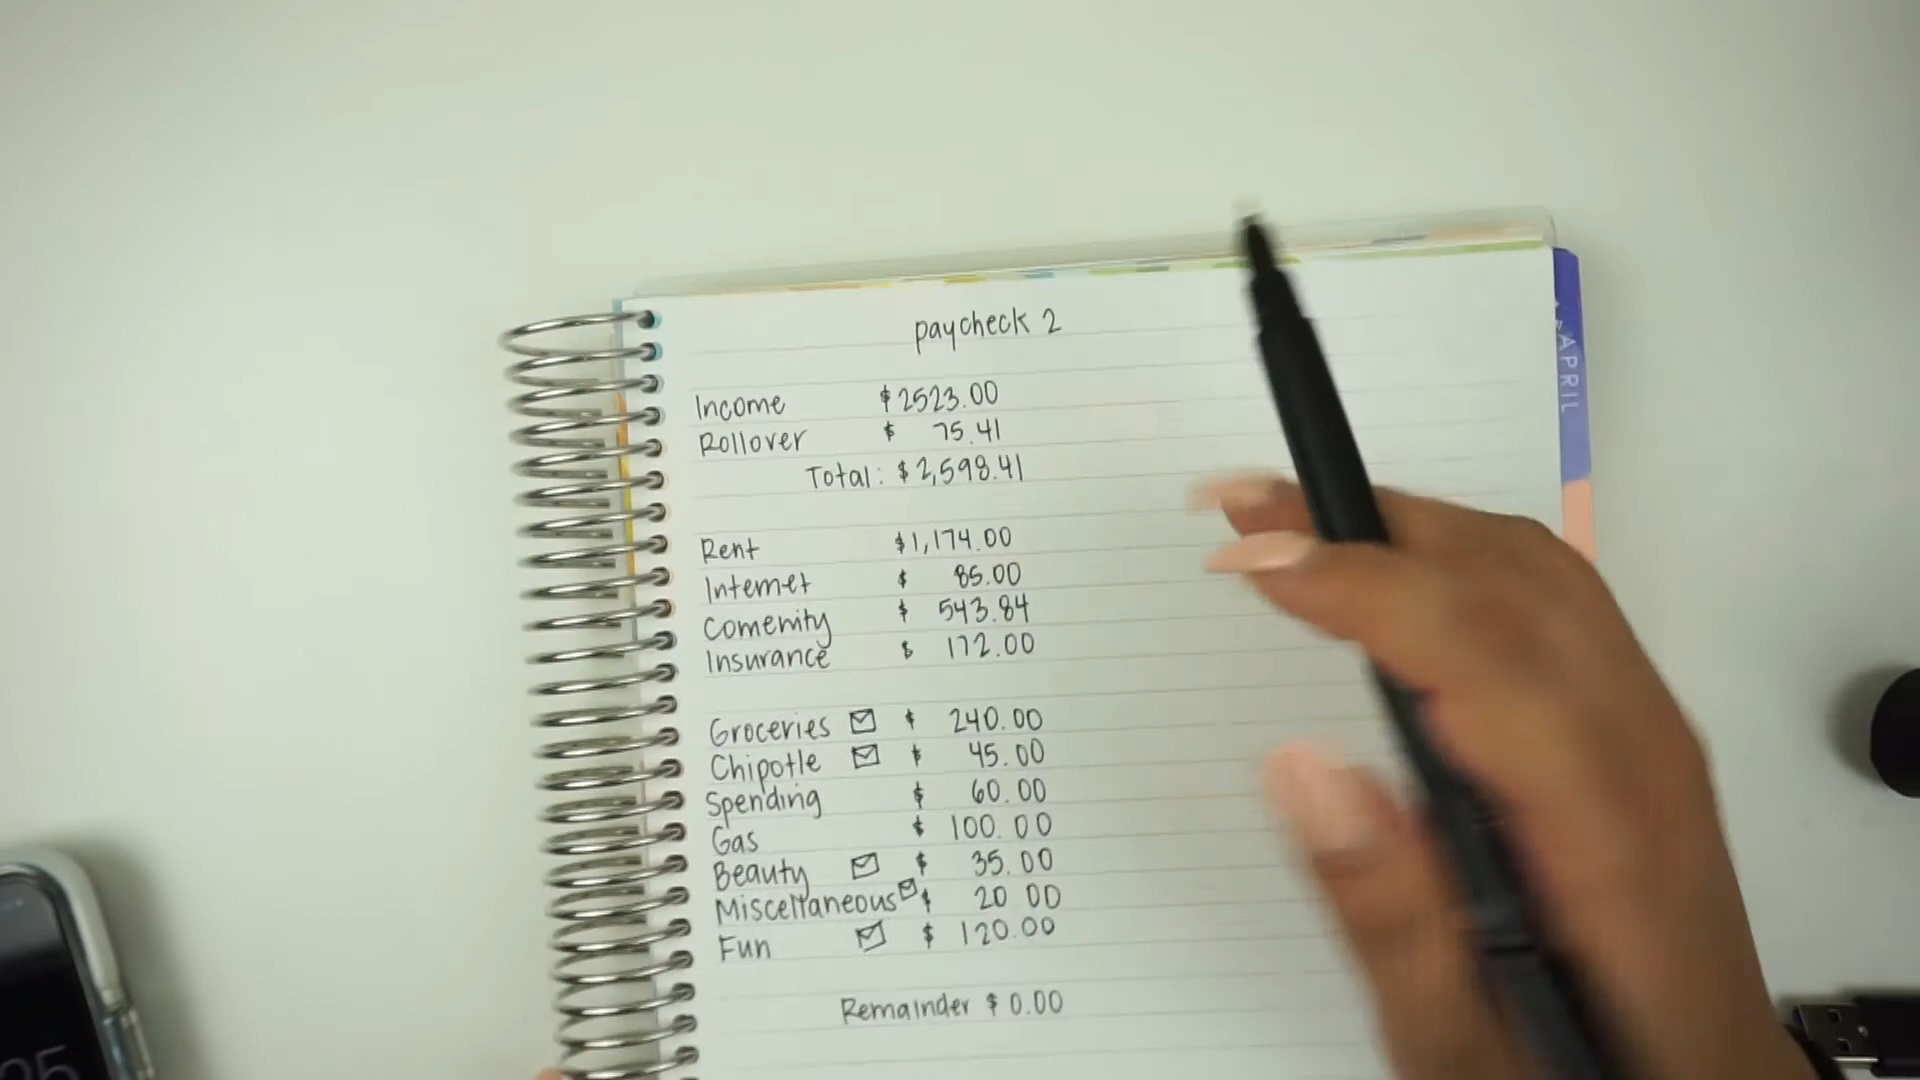 paycheck 2
Income $2523.00
Rollover $ 75.41
Total: $2,598.41
Rent $1,174.00
Internet $ 85.00
Comenity $ 543.84
Insurance $ 172.00
Groceries $ 240.00
Chipotle $ 45.00
Spending $ 60.00
Gas $ 100.00
Beauty $ 35.00
Miscellaneous $ 20 00
Fun $ 120.00
Remainder $ 0.00
APRIL
25